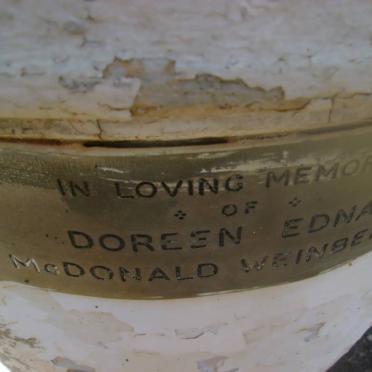 IN LOVING MEMOR
OF
DOREEN EDNA
McDONALD WEINBE